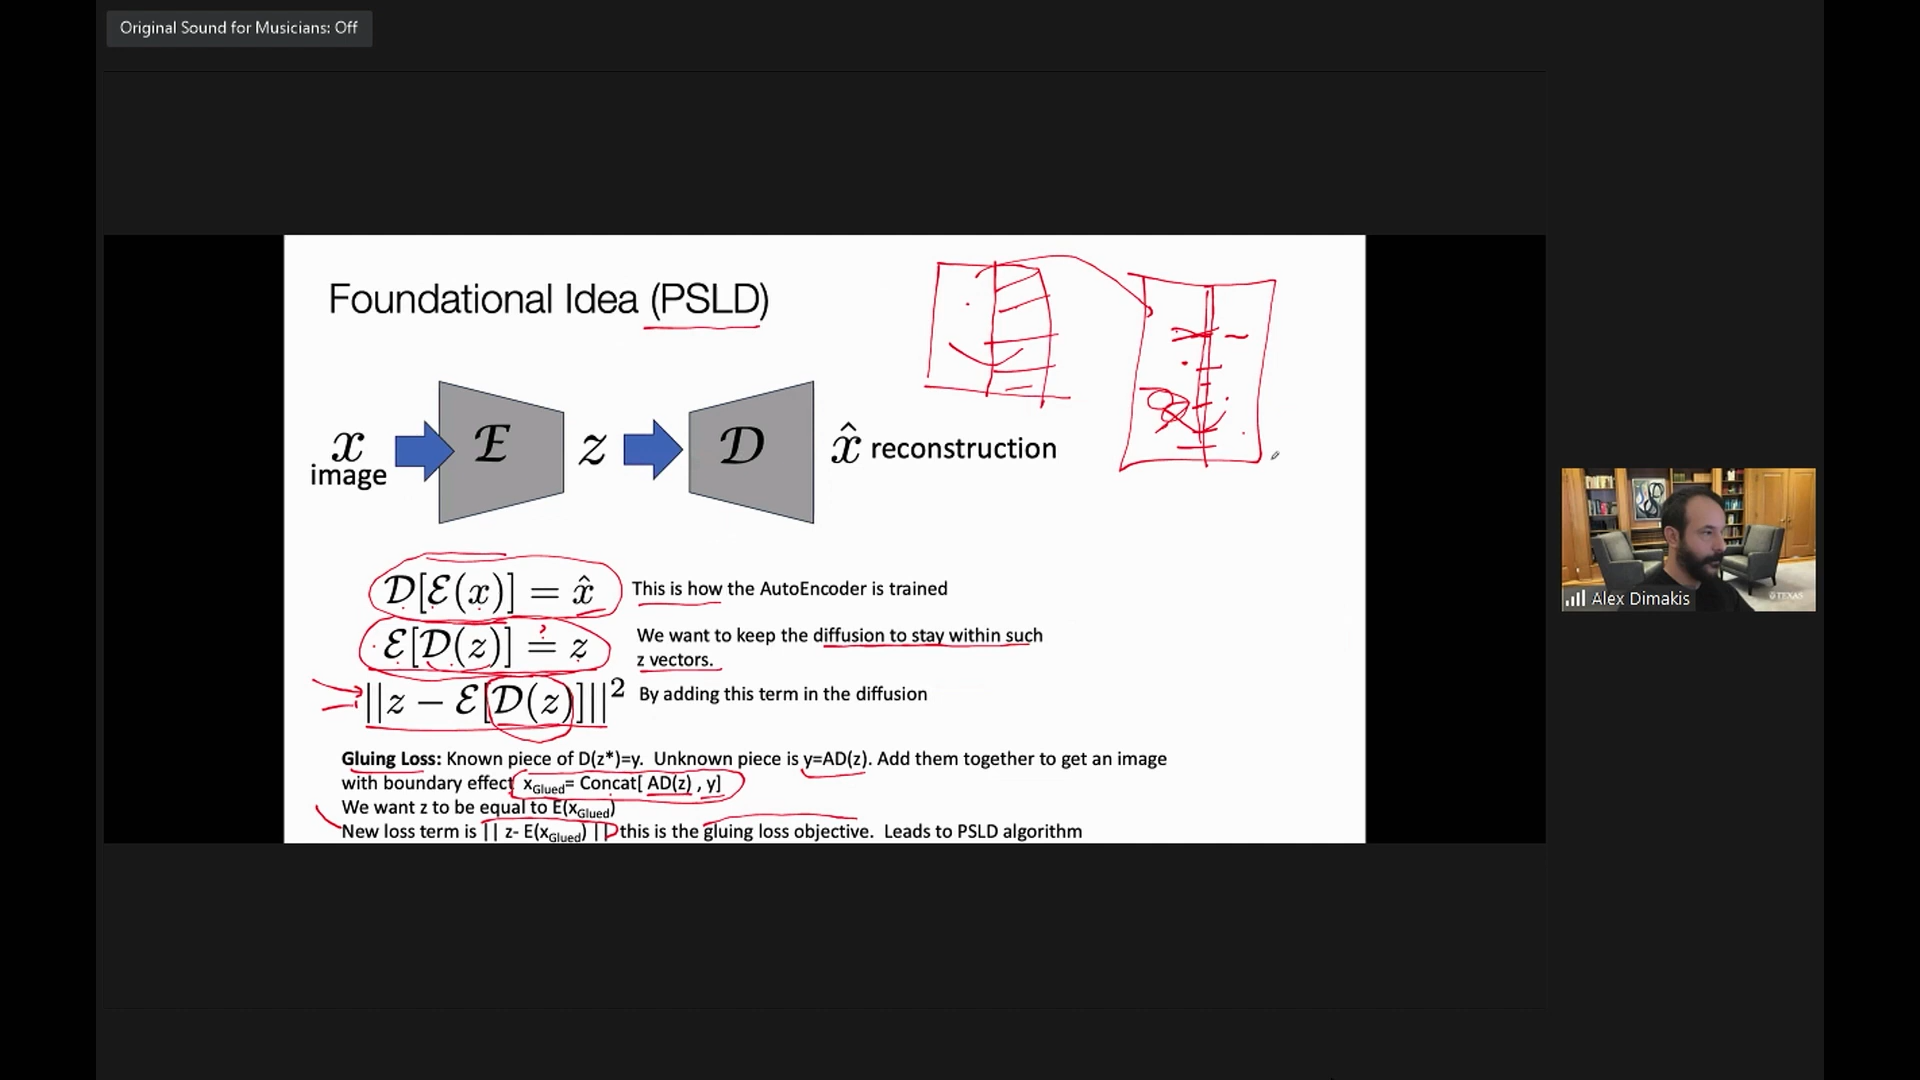 Original Sound for Musicians: Off
Foundational Idea (PSLD)
x
image
E
z
D
x̂ reconstruction
D[E(x)] = x̂ This is how the AutoEncoder is trained
E[D(z)] ≟ z We want to keep the diffusion to stay within such
z vectors.
||z − E[D(z)]||² By adding this term in the diffusion
Gluing Loss: Known piece of D(z*)=y. Unknown piece is y=AD(z). Add them together to get an image
with boundary effect x_Glued= Concat[ AD(z) , y]
We want z to be equal to E(x_Glued)
New loss term is || z- E(x_Glued) || this is the gluing loss objective. Leads to PSLD algorithm
Alex Dimakis
TEXAS